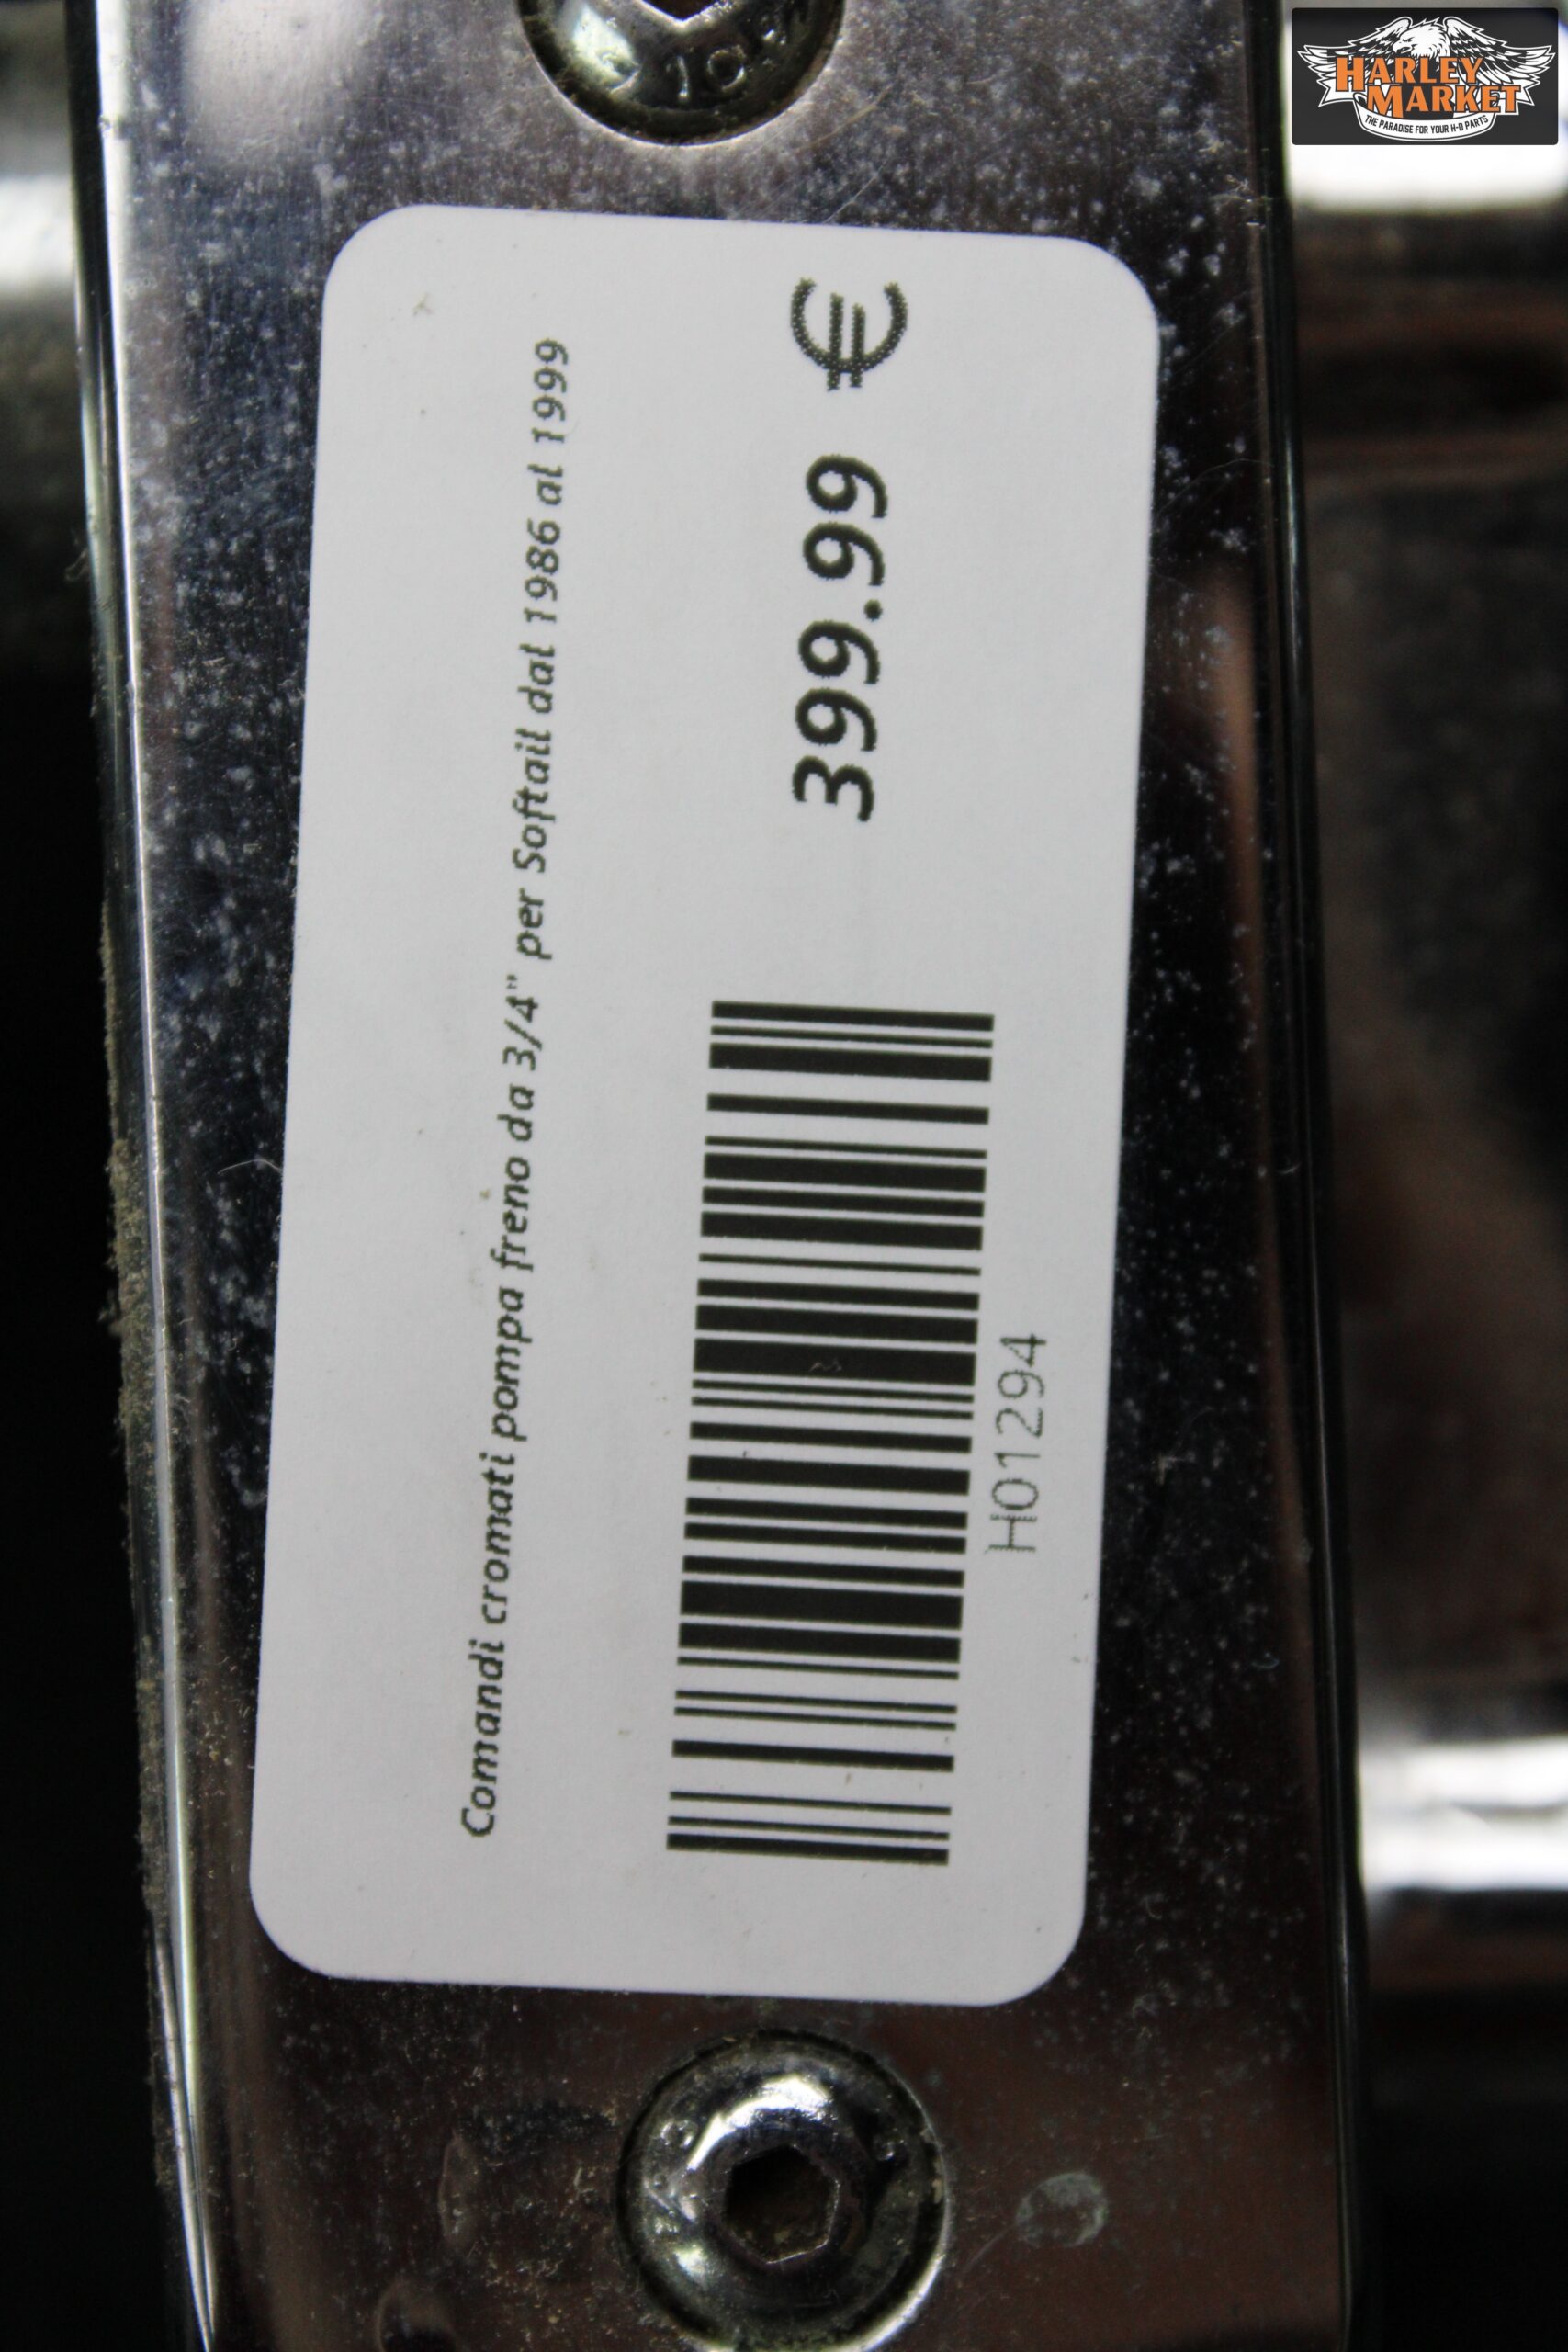 HARLEY
MARKET
THE PARADISE FOR YOUR H-D PARTS
Comandi cromati pompa freno da 3/4" per Softail dal 1986 al 1999
399.99 €
H01294